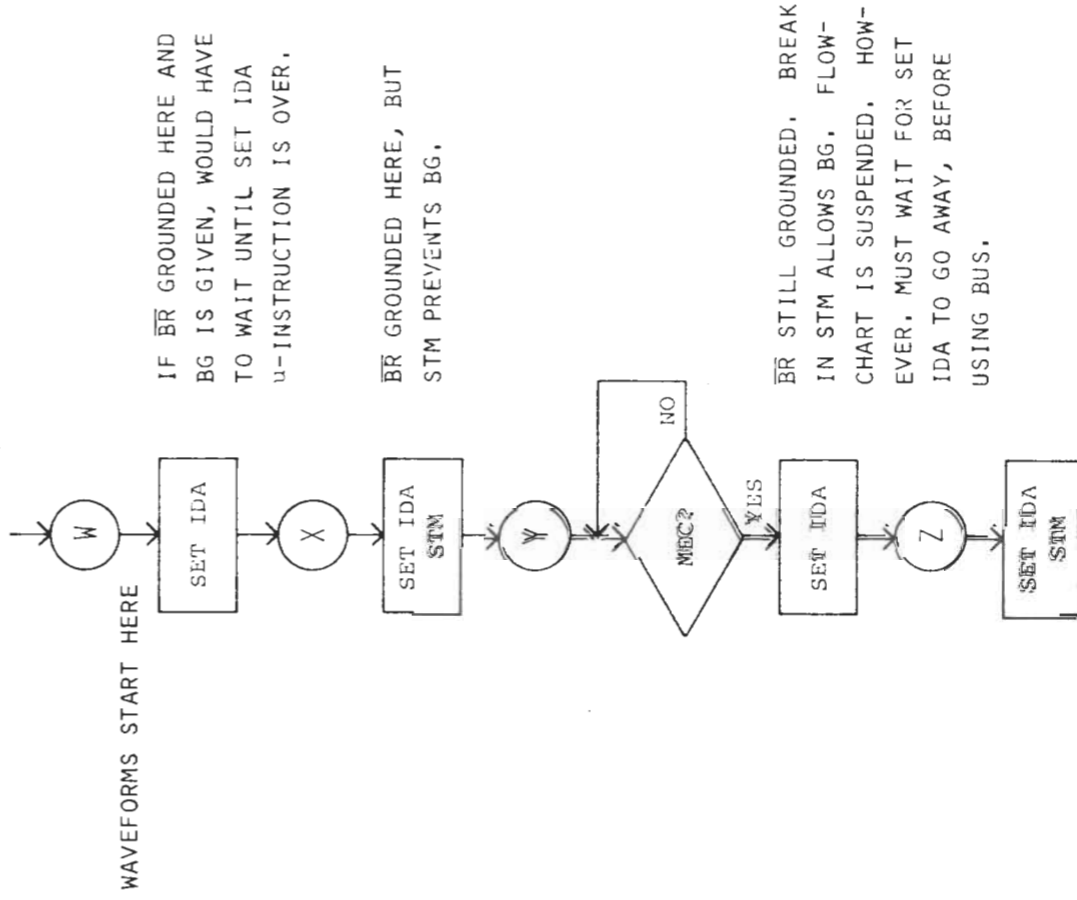 W
WAVEFORMS START HERE
SET IDA
IF B̅R̅ GROUNDED HERE AND
BG IS GIVEN, WOULD HAVE
TO WAIT UNTIL SET IDA
u-INSTRUCTION IS OVER.
X
SET IDA
STM
B̅R̅ GROUNDED HERE, BUT
STM PREVENTS BG.
Y
MEC?
NO
YES
SET IDA
B̅R̅ STILL GROUNDED. BREAK
IN STM ALLOWS BG. FLOW-
CHART IS SUSPENDED. HOW-
EVER, MUST WAIT FOR SET
IDA TO GO AWAY, BEFORE
USING BUS.
Z
SET IDA
STM